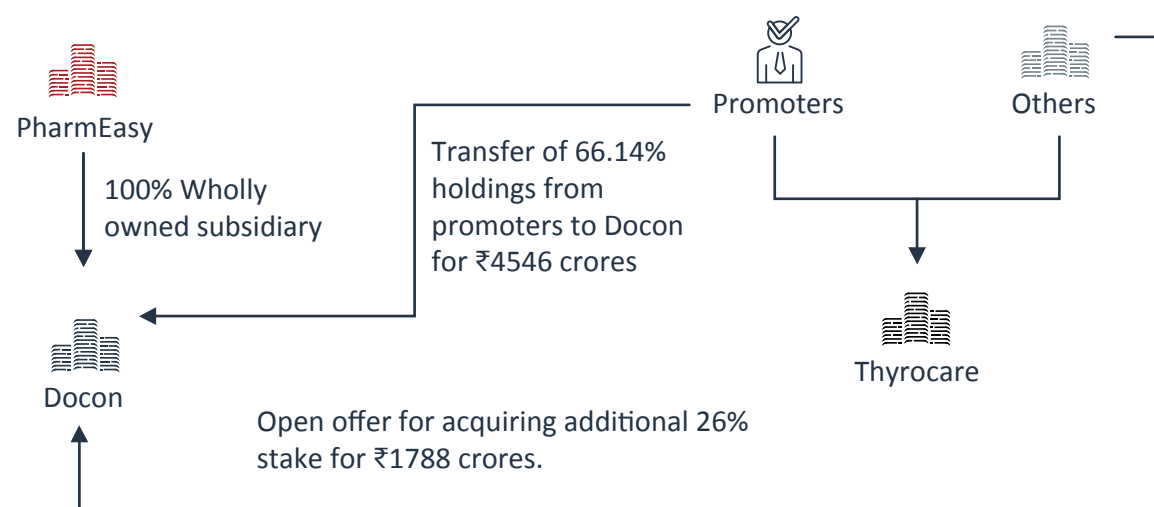 PharmEasy
100% Wholly
owned subsidiary
Docon
Transfer of 66.14%
holdings from
promoters to Docon
for ₹4546 crores
Promoters
Others
Thyrocare
Open offer for acquiring additional 26%
stake for ₹1788 crores.